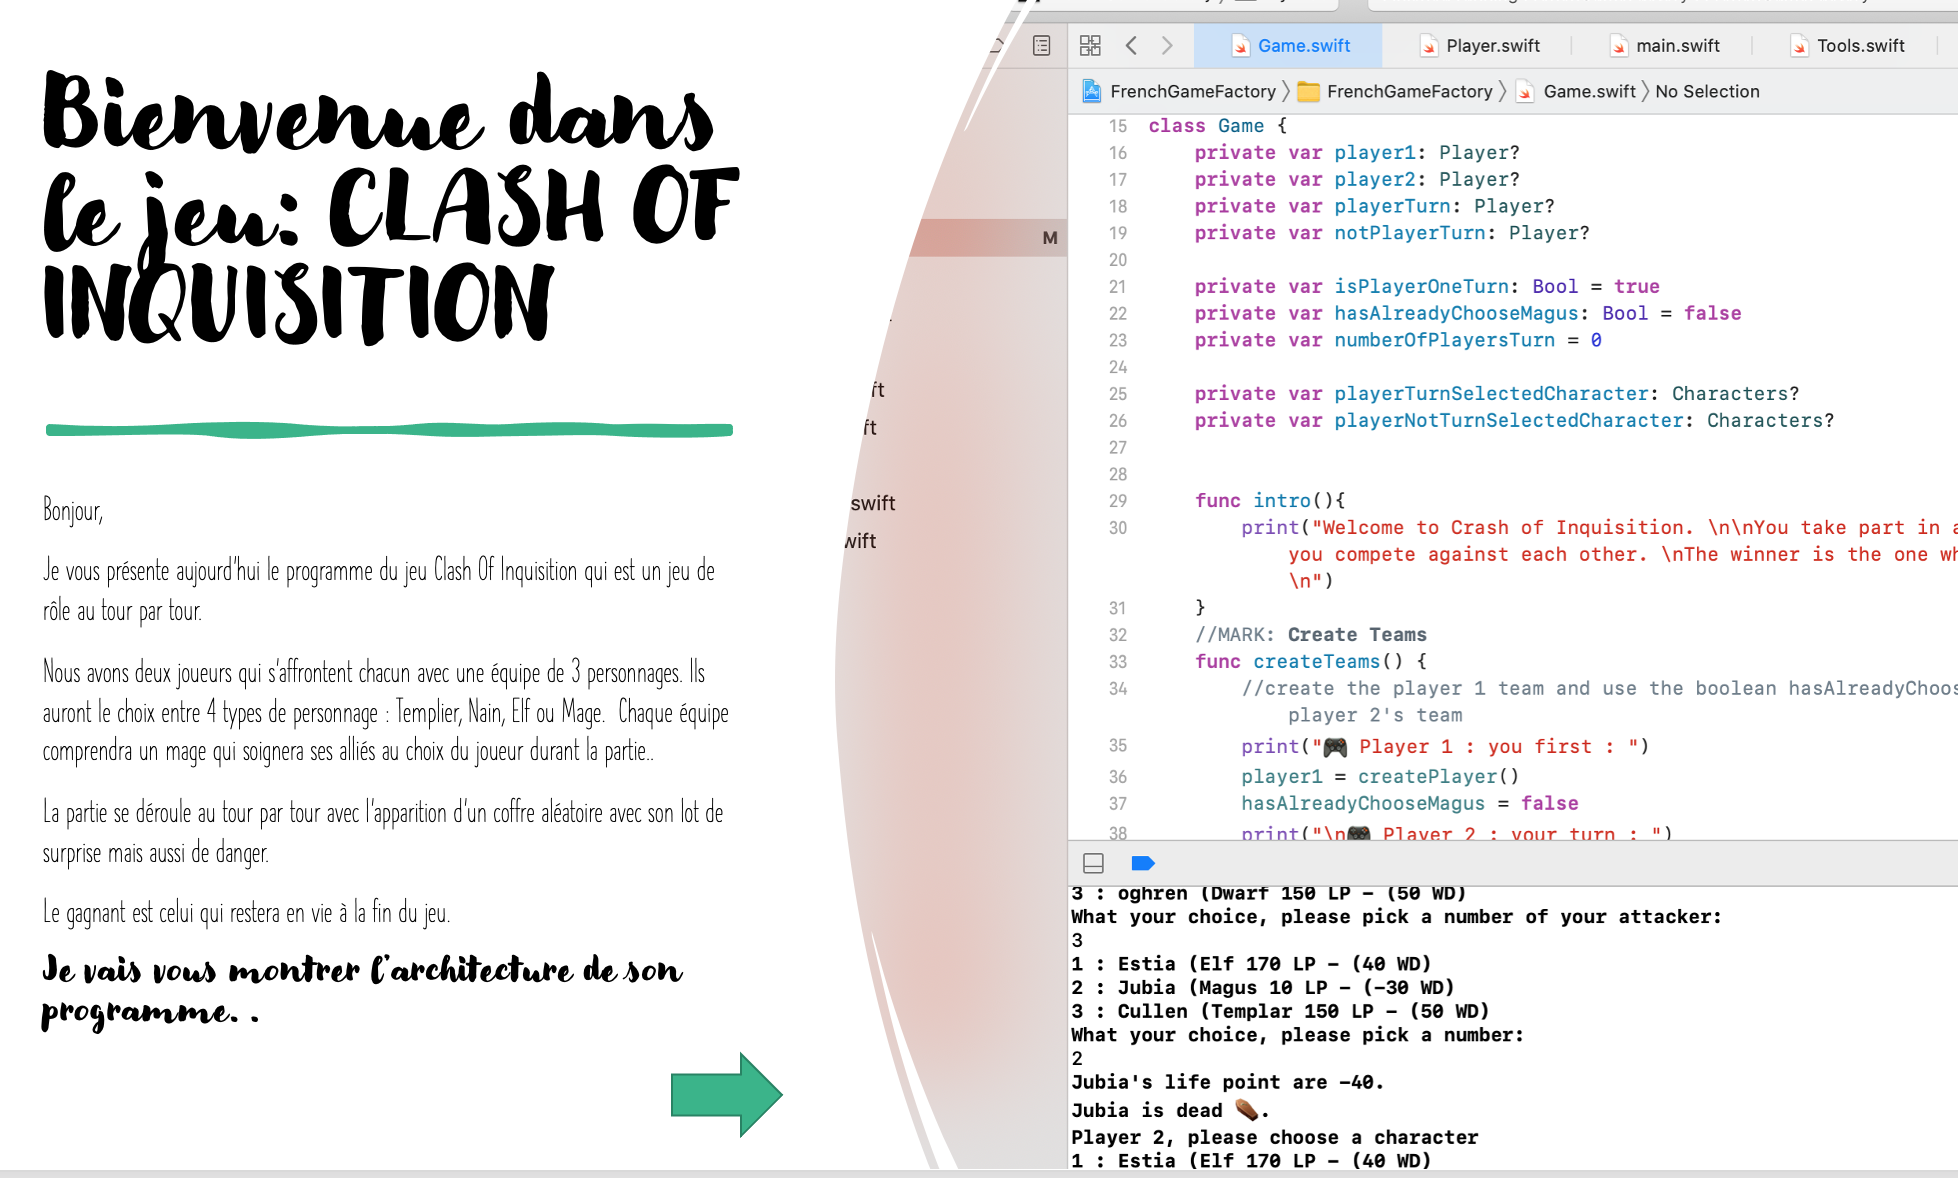 Bienvenue dans
le jeu: CLASH OF
INQUISITION
Bonjour,
Je vous présente aujourd'hui le programme du jeu Clash Of Inquisition qui est un jeu de
rôle au tour par tour.
Nous avons deux joueurs qui s'affrontent chacun avec une équipe de 3 personnages. Ils
auront le choix entre 4 types de personnage : Templier, Nain, Elf ou Mage.  Chaque équipe
comprendra un mage qui soignera ses alliés au choix du joueur durant la partie..
La partie se déroule au tour par tour avec l'apparition d'un coffre aléatoire avec son lot de
surprise mais aussi de danger.
Le gagnant est celui qui restera en vie à la fin du jeu.
Je vais vous montrer l'architecture de son
programme. .
M
ft
ft
swift
wift
Game.swift
Player.swift
main.swift
Tools.swift
FrenchGameFactory 〉 FrenchGameFactory 〉 Game.swift 〉 No Selection
15 class Game {
16 private var player1: Player?
17 private var player2: Player?
18 private var playerTurn: Player?
19 private var notPlayerTurn: Player?
20
21 private var isPlayerOneTurn: Bool = true
22 private var hasAlreadyChooseMagus: Bool = false
23 private var numberOfPlayersTurn = 0
24
25 private var playerTurnSelectedCharacter: Characters?
26 private var playerNotTurnSelectedCharacter: Characters?
27
28
29 func intro(){
30 print("Welcome to Crash of Inquisition. \n\nYou take part in a
you compete against each other. \nThe winner is the one wh
\n")
31 }
32 //MARK: Create Teams
33 func createTeams() {
34 //create the player 1 team and use the boolean hasAlreadyChoos
player 2's team
35 print("🎮 Player 1 : you first : ")
36 player1 = createPlayer()
37 hasAlreadyChooseMagus = false
38 print("\n🎮 Player 2 : your turn : ")
3 : oghren (Dwarf 150 LP – (50 WD)
What your choice, please pick a number of your attacker:
3
1 : Estia (Elf 170 LP – (40 WD)
2 : Jubia (Magus 10 LP – (-30 WD)
3 : Cullen (Templar 150 LP – (50 WD)
What your choice, please pick a number:
2
Jubia's life point are -40.
Jubia is dead ⚰️.
Player 2, please choose a character
1 : Estia (Elf 170 LP – (40 WD)